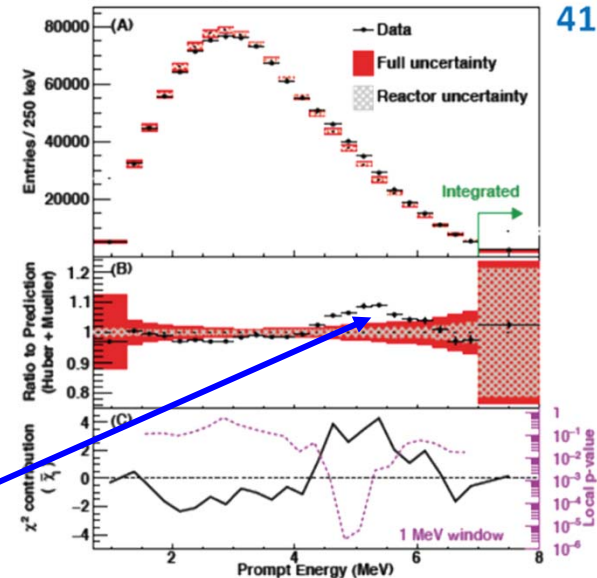 41
(A)
Data
Full uncertainty
Reactor uncertainty
Entries / 250 keV
80000
60000
40000
20000
Integrated
(B)
Ratio to Prediction
(Huber + Mueller)
1.2
1.1
1
0.9
0.8
(C)
χ² contribution
4
2
0
−2
−4
1 MeV window
Local p-value
1
10⁻¹
10⁻²
10⁻³
10⁻⁴
10⁻⁵
10⁻⁶
2
4
6
8
Prompt Energy (MeV)